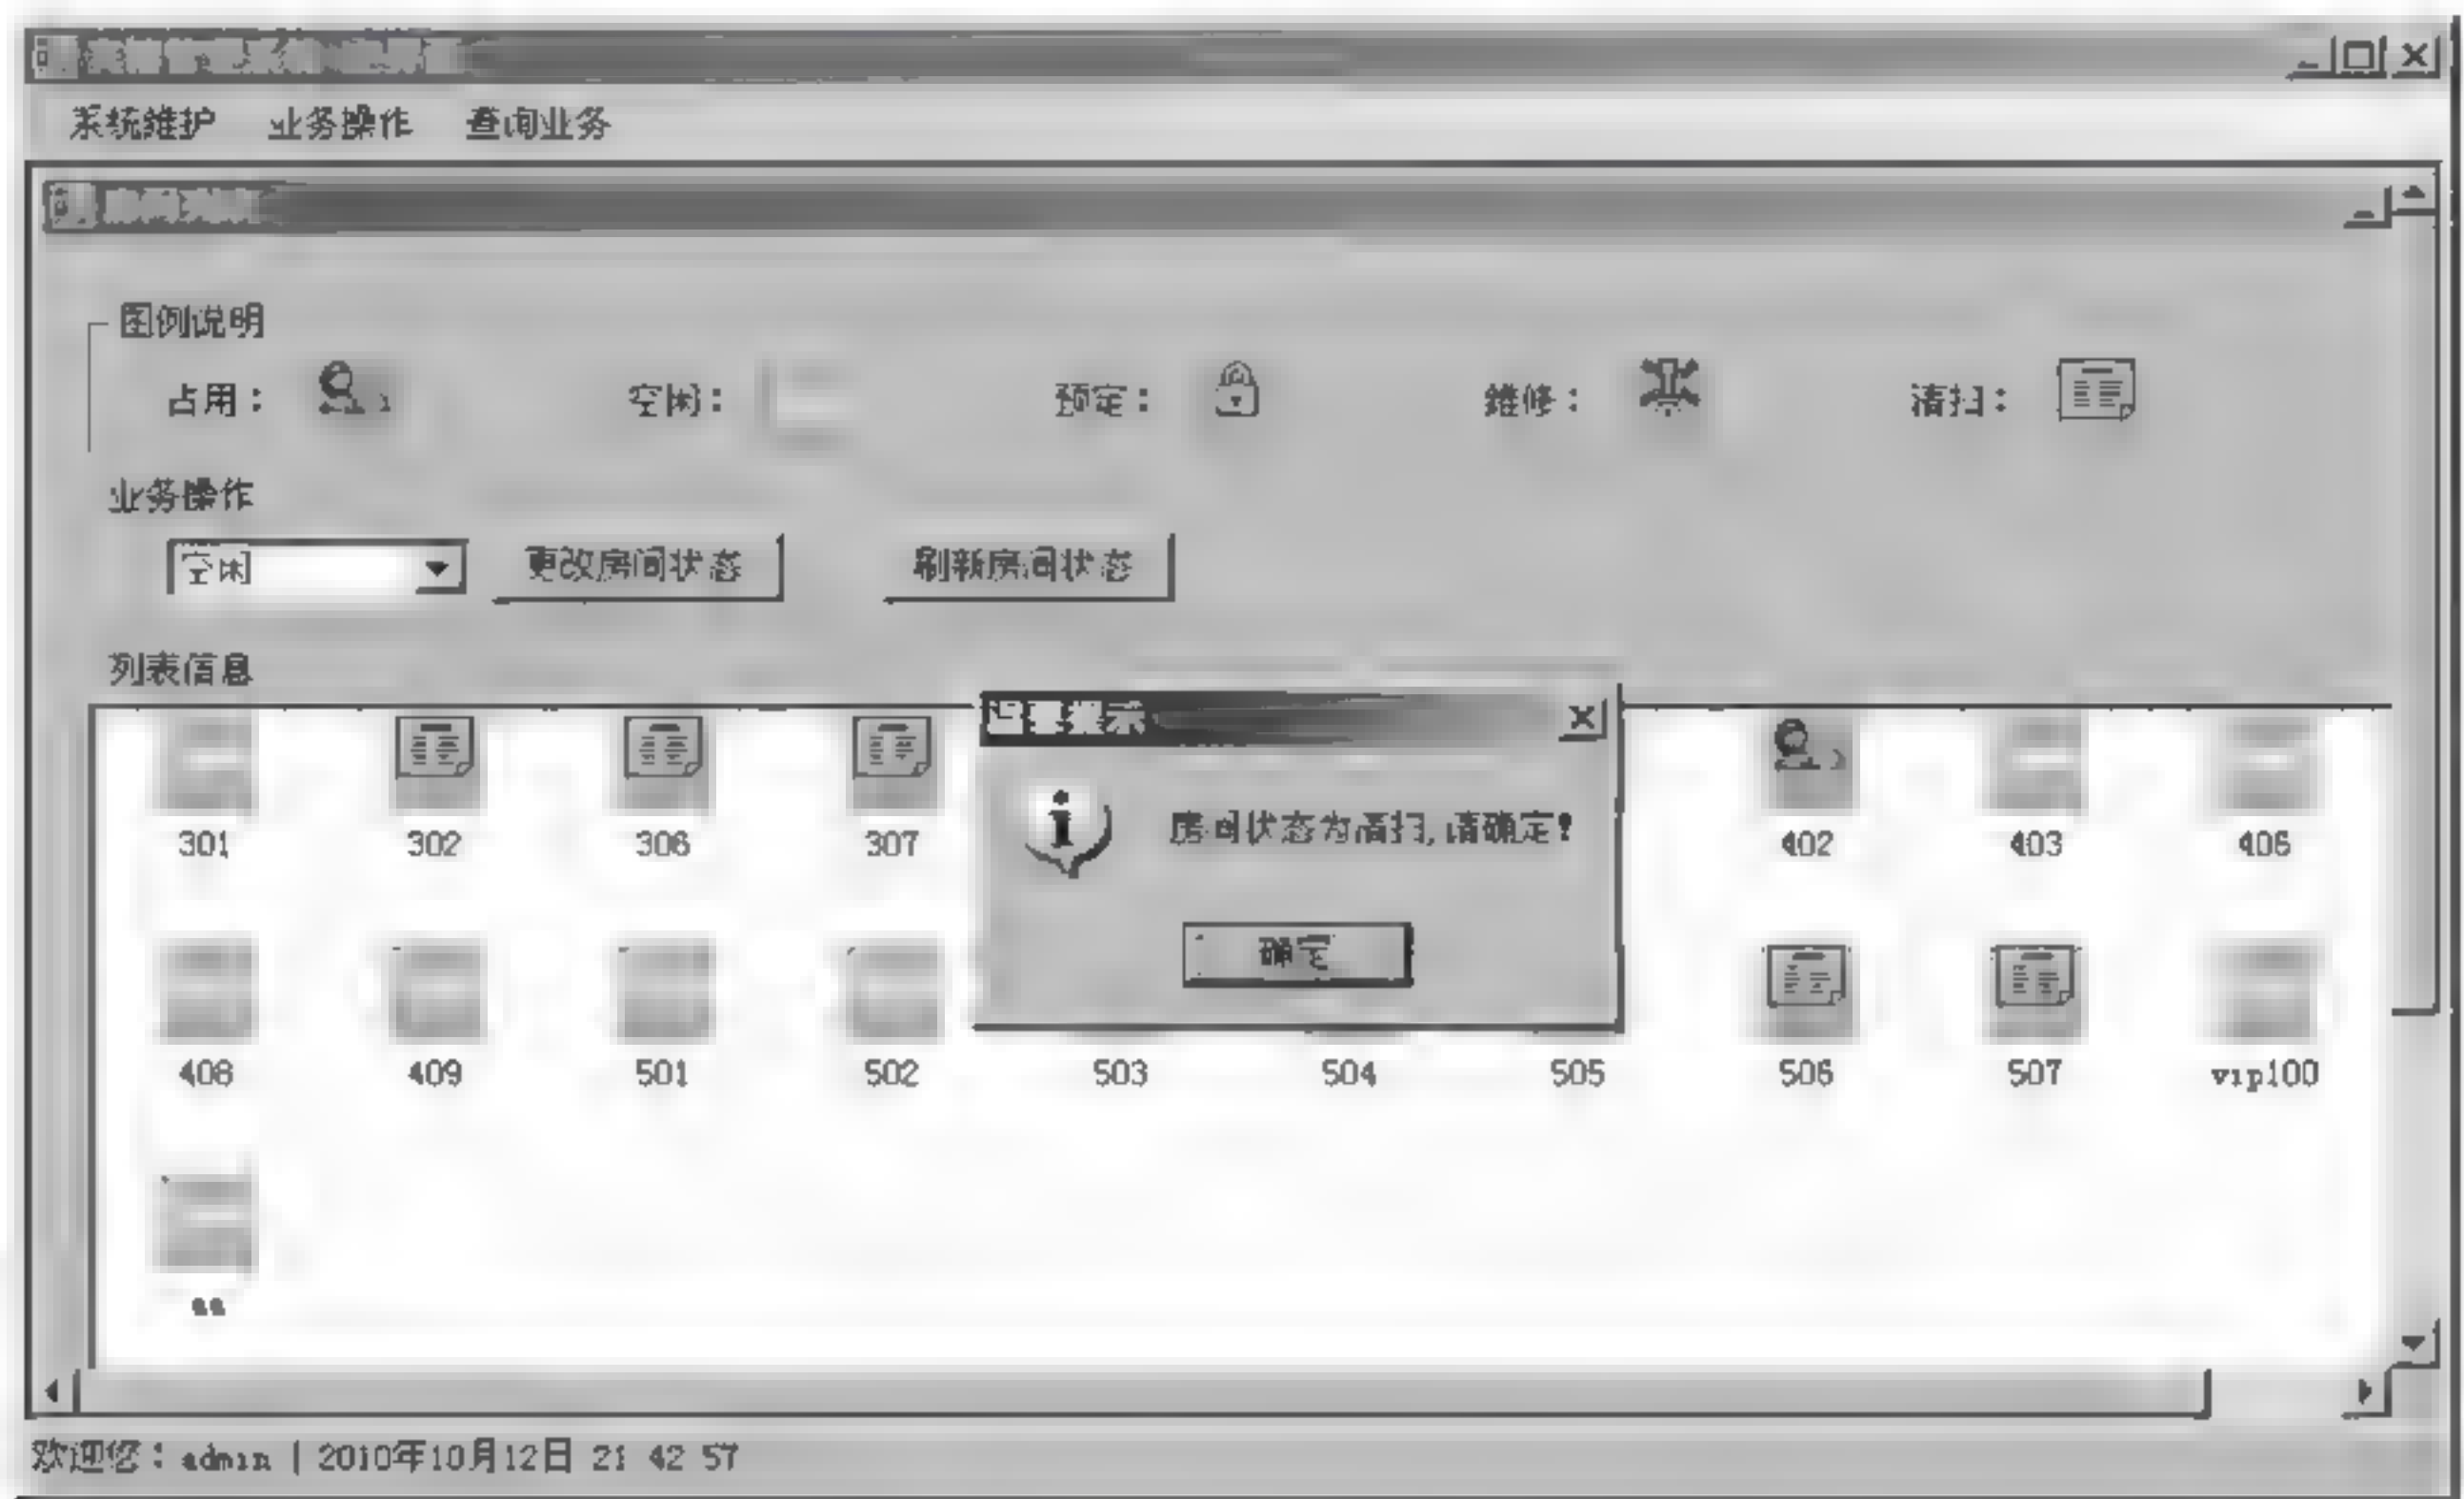 系统维护 业务操作 查询业务
图例说明
占用： 空闲： 预定： 维修： 清扫：
业务操作
空闲 更改房间状态 刷新房间状态
列表信息
温馨提示
房间状态为清扫,请确定!
确定
301 302 306 307 402 403 406
408 409 501 502 503 504 505 506 507 vip100
欢迎您：admin | 2010年10月12日 21 42 57